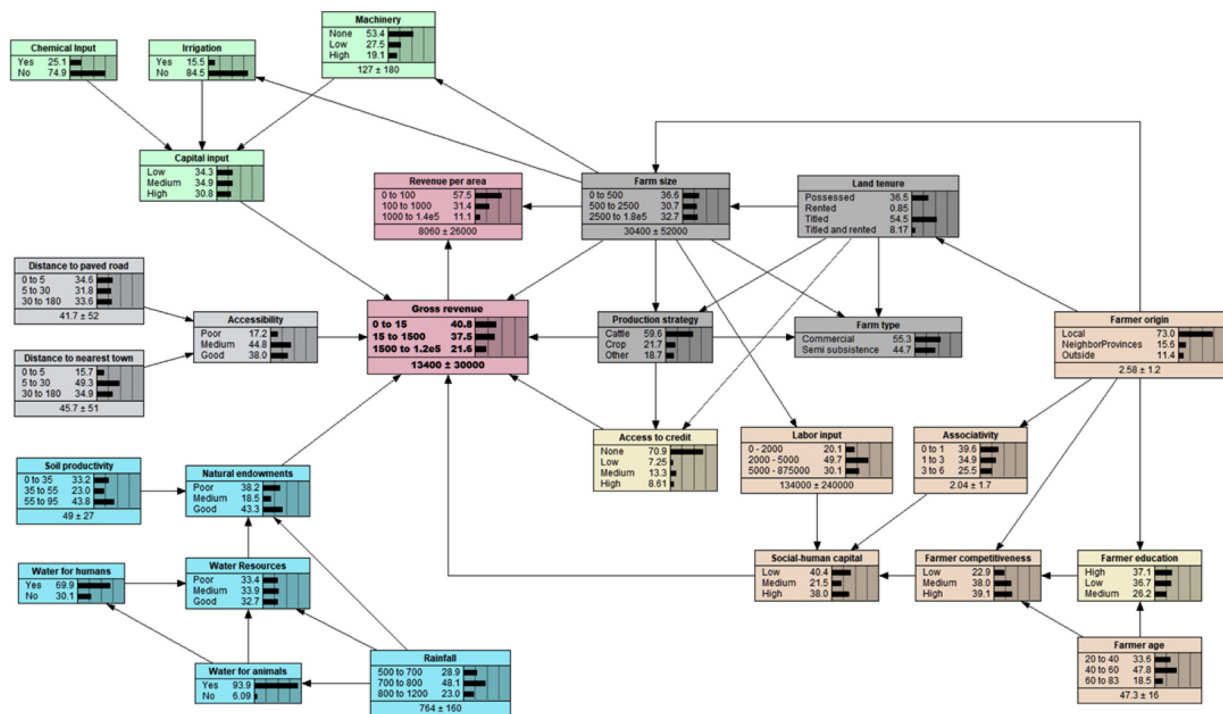 Machinery
None 53.4
Low 27.5
High 19.1
127 ± 180
Chemical Input
Yes 25.1
No 74.9
Irrigation
Yes 15.5
No 84.5
Capital input
Low 34.3
Medium 34.9
High 30.8
Revenue per area
0 to 100 57.5
100 to 1000 31.4
1000 to 1.4e5 11.1
8060 ± 26000
Farm size
0 to 500 36.6
500 to 2500 30.7
2500 to 1.8e5 32.7
30400 ± 52000
Land tenure
Possessed 36.5
Rented 0.85
Titled 54.5
Titled and rented 8.17
Distance to paved road
0 to 5 34.6
5 to 30 31.8
30 to 180 33.6
41.7 ± 52
Accessibility
Poor 17.2
Medium 44.8
Good 38.0
Gross revenue
0 to 15 40.8
15 to 1500 37.5
1500 to 1.2e5 21.6
13400 ± 30000
Production strategy
Cattle 59.6
Crop 21.7
Other 18.7
Farm type
Commercial 55.3
Semi subsistence 44.7
Farmer origin
Local 73.0
NeighborProvinces 15.6
Outside 11.4
2.58 ± 1.2
Distance to nearest town
0 to 5 15.7
5 to 30 49.3
30 to 180 34.9
45.7 ± 51
Access to credit
None 70.9
Low 7.25
Medium 13.3
High 8.61
Labor input
0 - 2000 20.1
2000 - 5000 49.7
5000 - 875000 30.1
134000 ± 240000
Associativity
0 to 1 39.6
1 to 3 34.9
3 to 6 25.5
2.04 ± 1.7
Soil productivity
0 to 35 33.2
35 to 55 23.0
55 to 95 43.8
49 ± 27
Natural endowments
Poor 38.2
Medium 18.5
Good 43.3
Water for humans
Yes 69.9
No 30.1
Water Resources
Poor 33.4
Medium 33.9
Good 32.7
Social-human capital
Low 40.4
Medium 21.5
High 38.0
Farmer competitiveness
Low 22.9
Medium 38.0
High 39.1
Farmer education
High 37.1
Low 36.7
Medium 26.2
Water for animals
Yes 93.9
No 6.09
Rainfall
500 to 700 28.9
700 to 800 48.1
800 to 1200 23.0
764 ± 160
Farmer age
20 to 40 33.6
40 to 60 47.8
60 to 83 18.5
47.3 ± 16